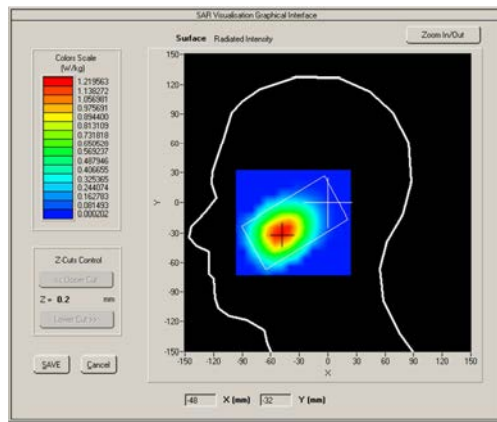 SAR Visualisation Graphical Interface
Surface Radiated Intensity
Zoom In/Out
Colors Scale
(W/kg)
1.219563
1.138272
1.056981
0.975691
0.894400
0.813109
0.731818
0.650528
0.569237
0.487946
0.406655
0.325365
0.244074
0.162783
0.081493
0.000202
150
120
90
60
30
0
-30
-60
-90
-120
-150
Y
-150 -120 -90 -60 -30 0 30 60 90 120 150
X
Z-Cuts Control
Z = 0.2 mm
SAVE Cancel
-48 X (mm) -32 Y (mm)